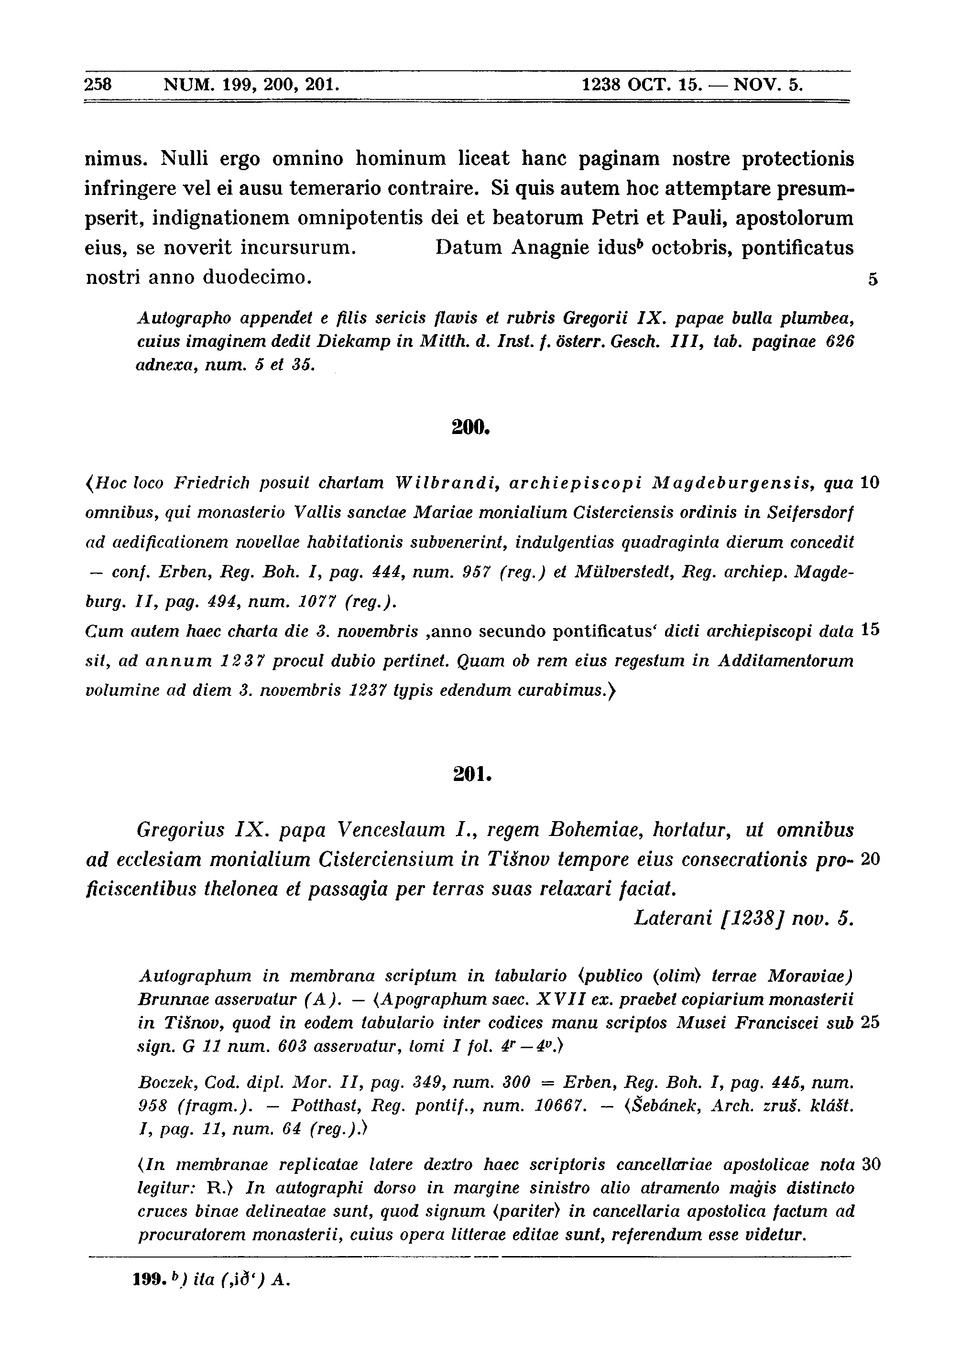 258 NUM. 199, 200, 201. 1238 OCT. 15. — NOV. 5.
nimus. Nulli ergo omnino hominum liceat hanc paginam nostre protectionis
infringere vel ei ausu temerario contraire. Si quis autem hoc attemptare presum-
pserit, indignationem omnipotentis dei et beatorum Petri et Pauli, apostolorum
eius, se noverit incursurum. Datum Anagnie idusᵇ octobris, pontificatus
nostri anno duodecimo. 5
Autographo appendet e filis sericis flavis et rubris Gregorii IX. papae bulla plumbea,
cuius imaginem dedit Diekamp in Mitth. d. Inst. f. österr. Gesch. III, tab. paginae 626
adnexa, num. 5 et 35.
200.
⟨Hoc loco Friedrich posuit chartam Wilbrandi, archiepiscopi Magdeburgensis, qua 10
omnibus, qui monasterio Vallis sanctae Mariae monialium Cisterciensis ordinis in Seifersdorf
ad aedificationem novellae habitationis subvenerint, indulgentias quadraginta dierum concedit
— conf. Erben, Reg. Boh. I, pag. 444, num. 957 (reg.) et Mülverstedt, Reg. archiep. Magde-
burg. II, pag. 494, num. 1077 (reg.).
Cum autem haec charta die 3. novembris ‚anno secundo pontificatus‘ dicti archiepiscopi data 15
sit, ad annum 1237 procul dubio pertinet. Quam ob rem eius regestum in Additamentorum
volumine ad diem 3. novembris 1237 typis edendum curabimus.⟩
201.
Gregorius IX. papa Venceslaum I., regem Bohemiae, hortatur, ut omnibus
ad ecclesiam monialium Cisterciensium in Tišnov tempore eius consecrationis pro- 20
ficiscentibus thelonea et passagia per terras suas relaxari faciat.
Laterani [1238] nov. 5.
Autographum in membrana scriptum in tabulario ⟨publico (olim⟩ terrae Moraviae)
Brunnae asservatur (A). — ⟨Apographum saec. XVII ex. praebet copiarium monasterii
in Tišnov, quod in eodem tabulario inter codices manu scriptos Musei Franciscei sub 25
sign. G 11 num. 603 asservatur, tomi I fol. 4ʳ—4ᵛ.⟩
Boczek, Cod. dipl. Mor. II, pag. 349, num. 300 = Erben, Reg. Boh. I, pag. 445, num.
958 (fragm.). — Potthast, Reg. pontif., num. 10667. — ⟨Šebánek, Arch. zruš. klášt.
I, pag. 11, num. 64 (reg.).⟩
⟨In membranae replicatae latere dextro haec scriptoris cancellariae apostolicae nota 30
legitur: R.⟩ In autographi dorso in margine sinistro alio atramento magis distincto
cruces binae delineatae sunt, quod signum ⟨pariter⟩ in cancellaria apostolica factum ad
procuratorem monasterii, cuius opera litterae editae sunt, referendum esse videtur.
199. ᵇ) ita (‚ið‘) A.